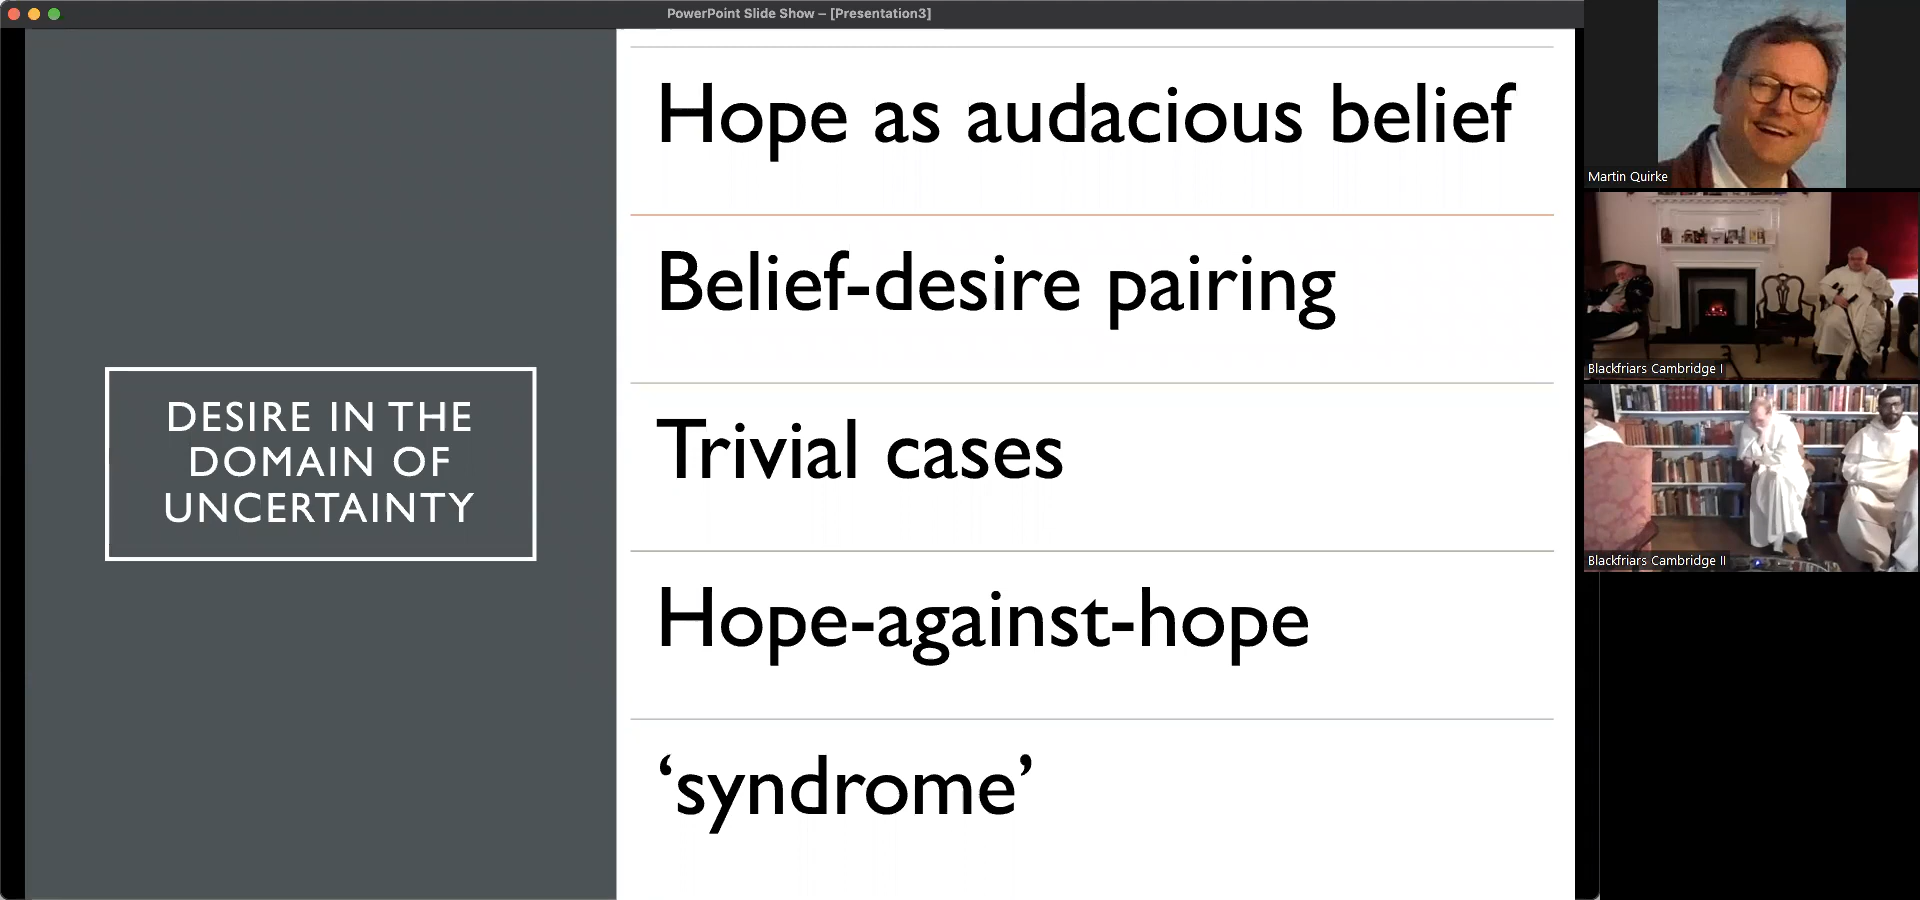 PowerPoint Slide Show – [Presentation3]
DESIRE IN THE
DOMAIN OF
UNCERTAINTY
Hope as audacious belief
Belief-desire pairing
Trivial cases
Hope-against-hope
‘syndrome’
Martin Quirke
Blackfriars Cambridge I
Blackfriars Cambridge II